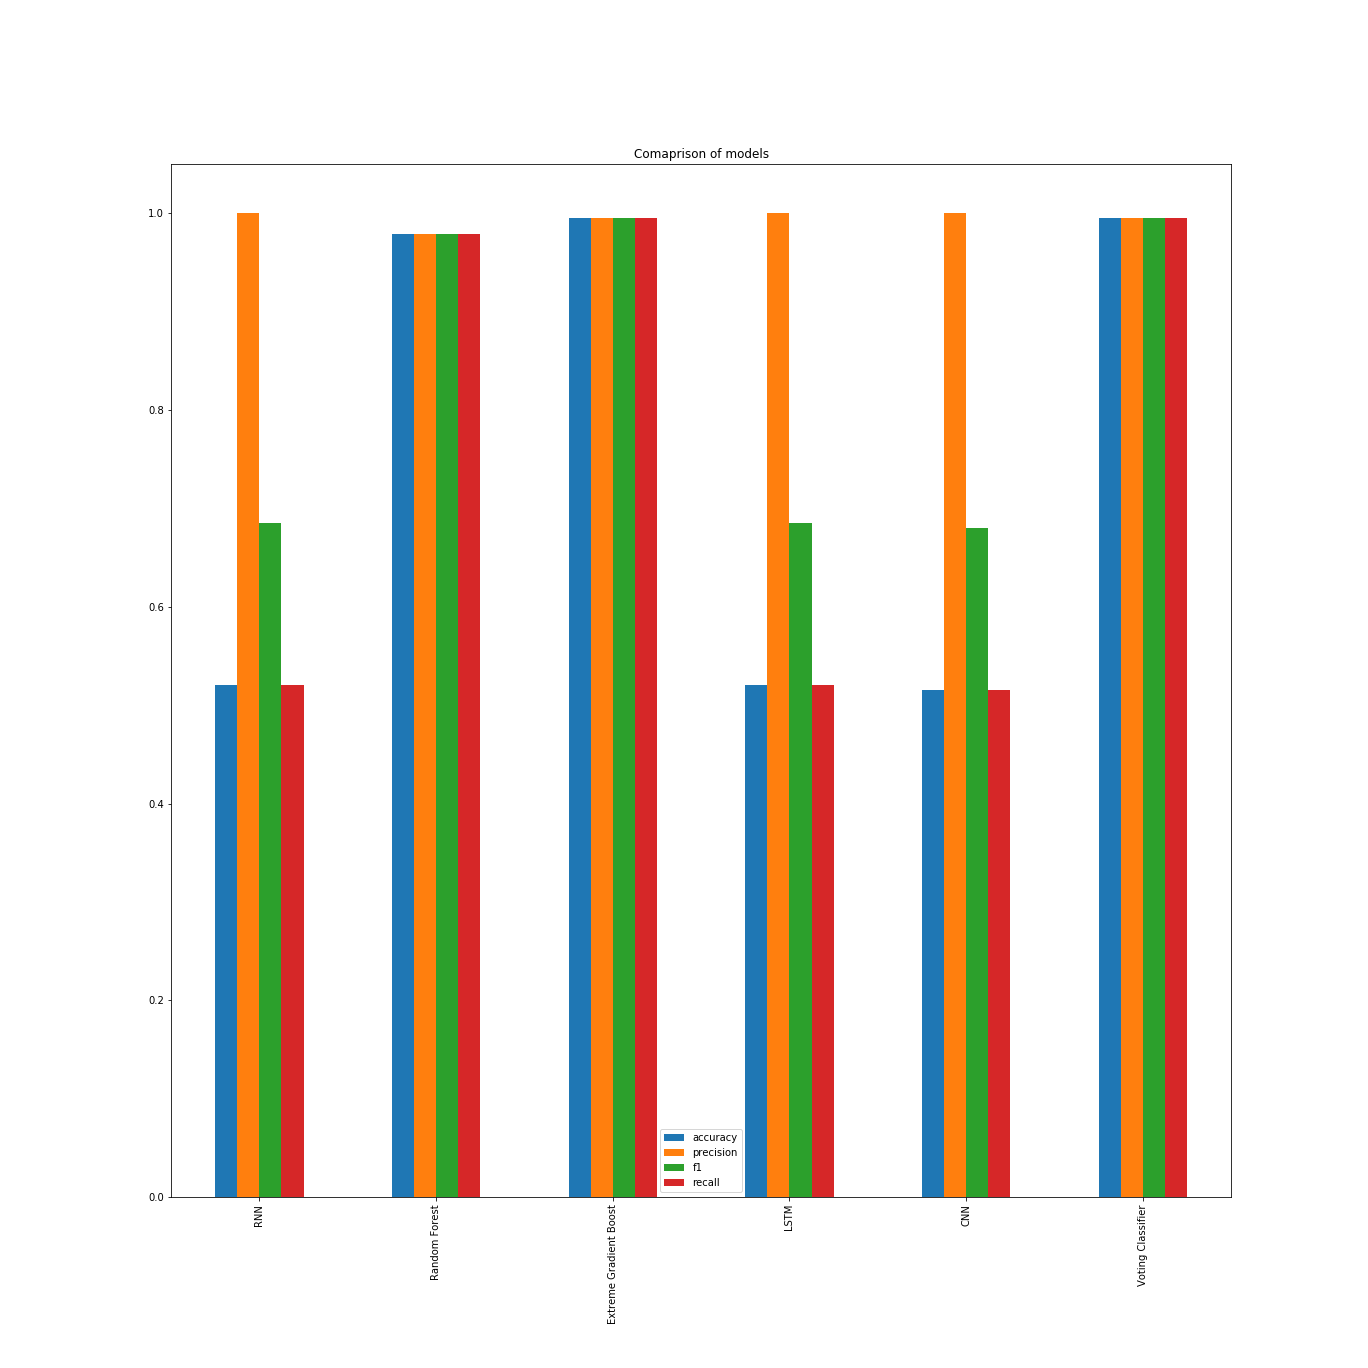 Comaprison of models
1.0
0.8
0.6
0.4
0.2
0.0
accuracy
precision
f1
recall
RNN
Random Forest
Extreme Gradient Boost
LSTM
CNN
Voting Classifier